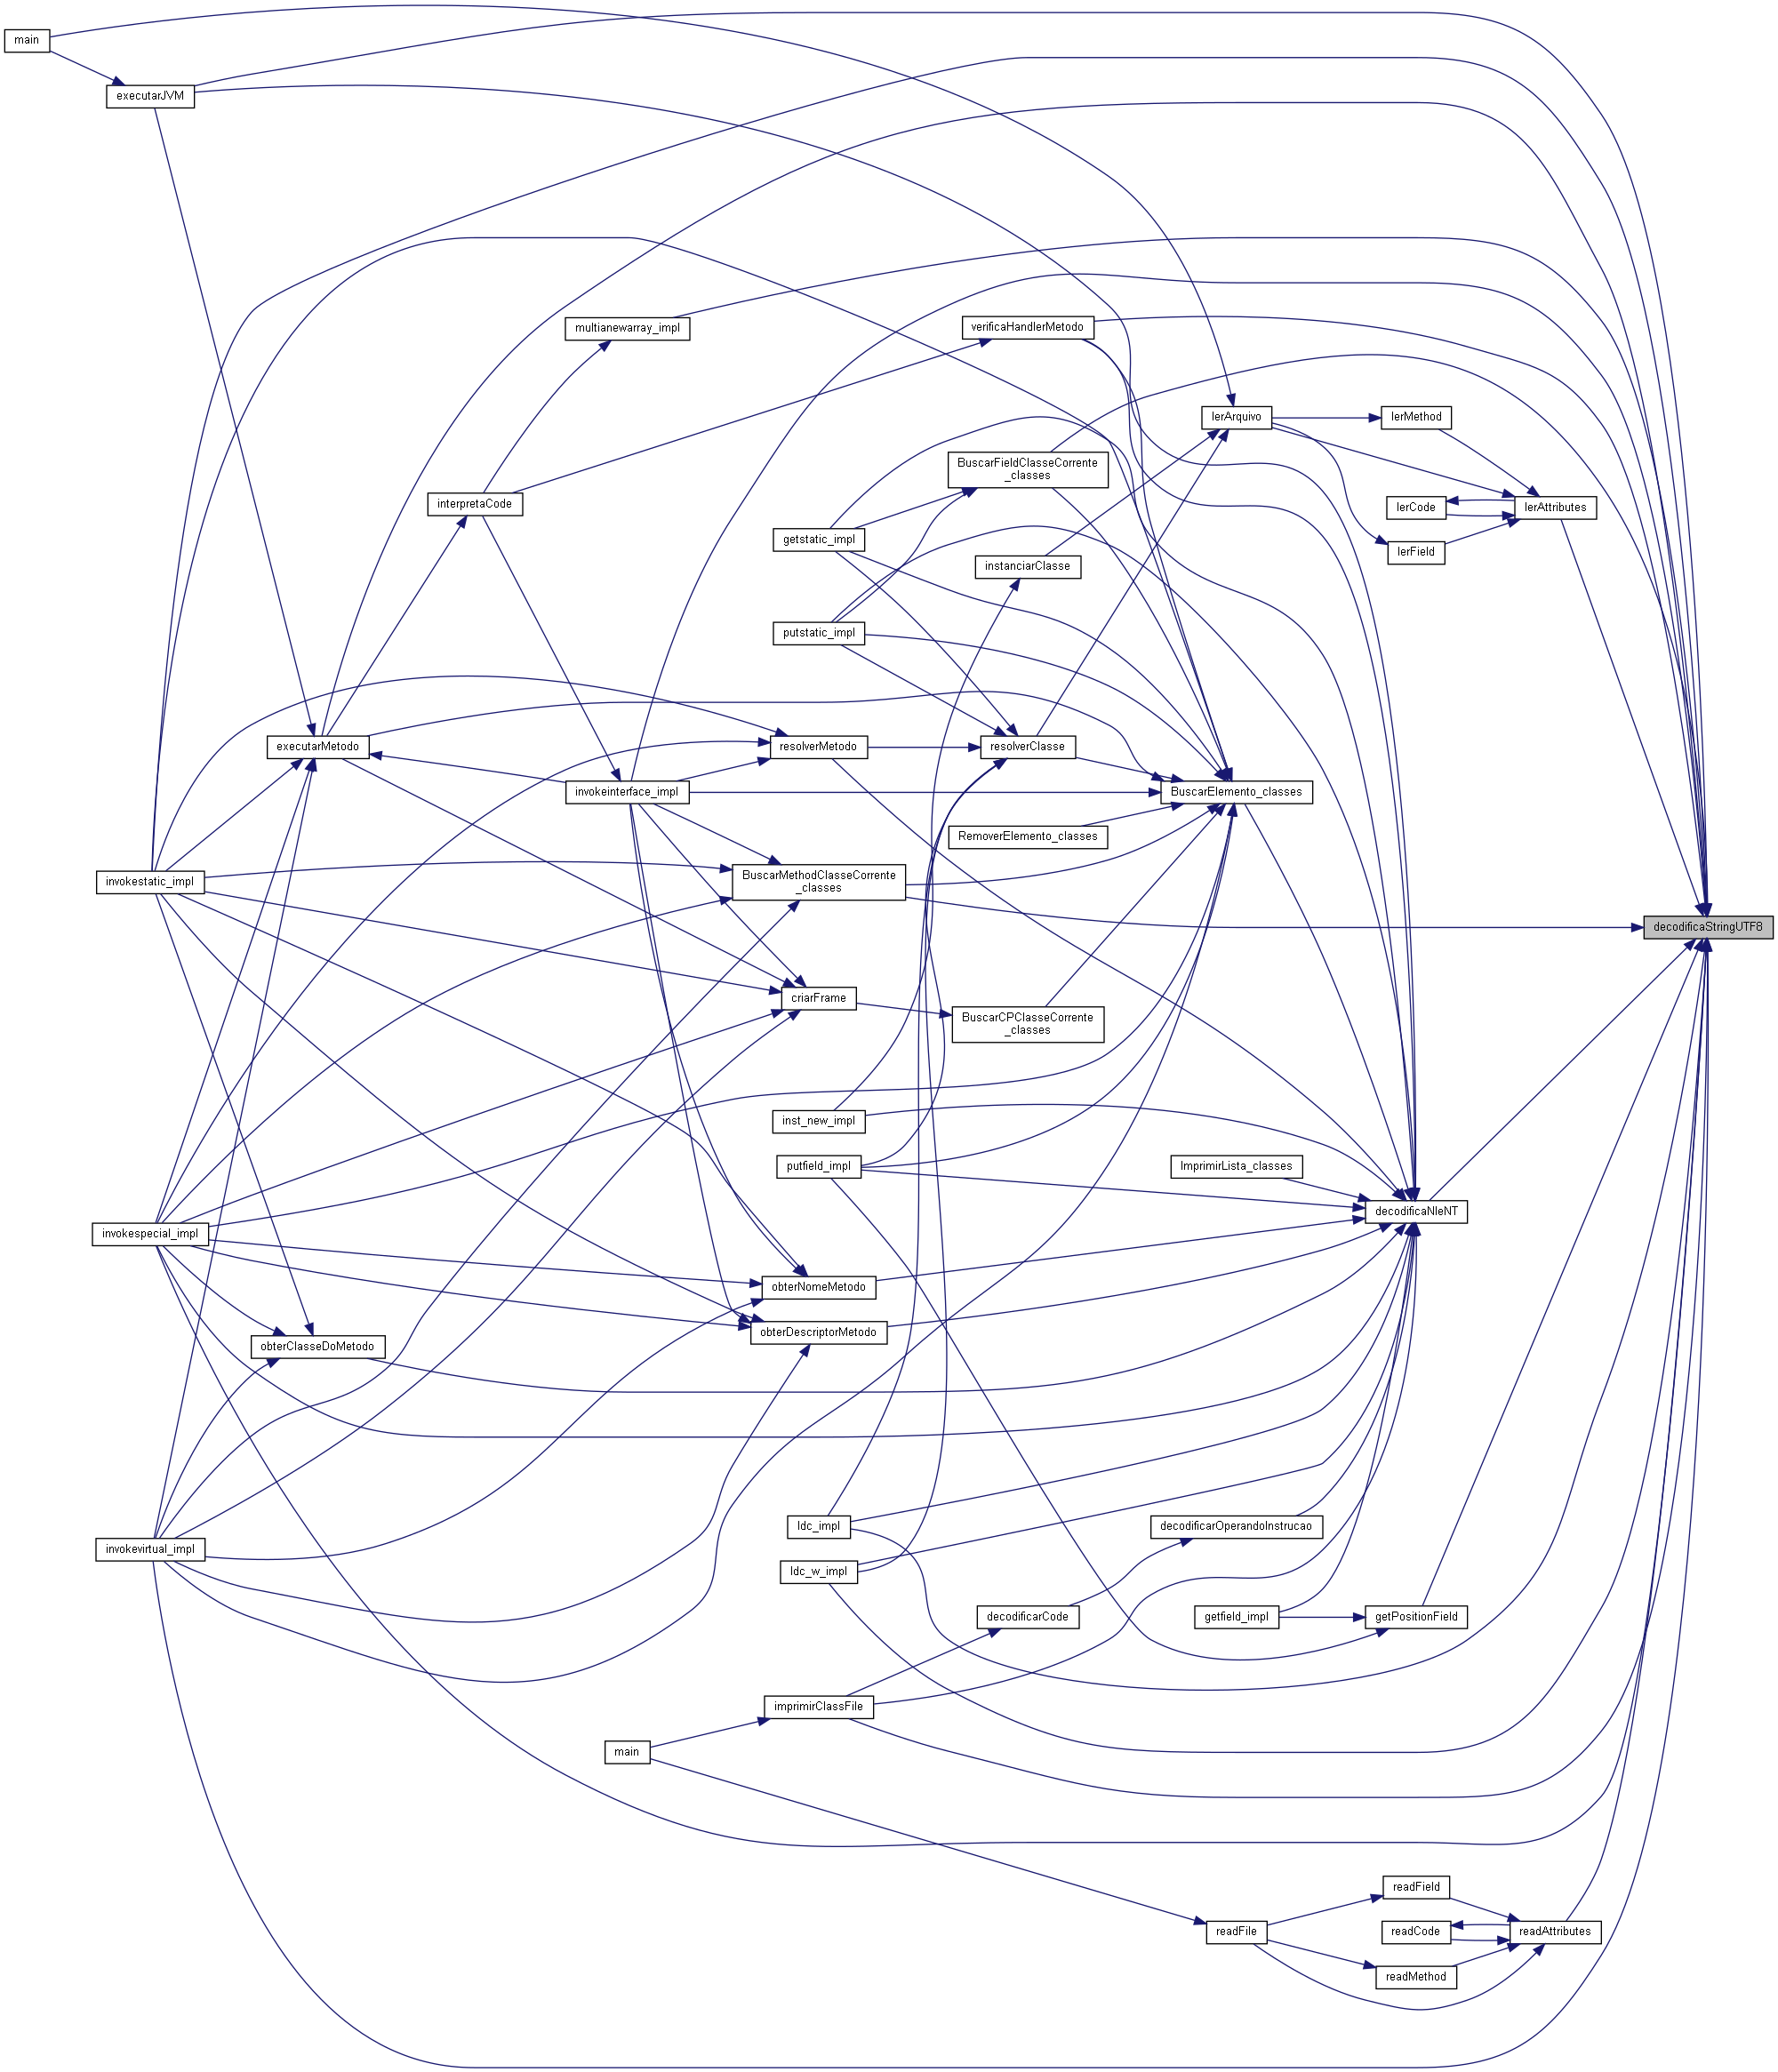 main
executarJVM
multianewarray_impl
verificaHandlerMetodo
lerArquivo
lerMethod
BuscarFieldClasseCorrente
_classes
interpretaCode
lerCode
lerAttributes
getstatic_impl
lerField
instanciarClasse
putstatic_impl
executarMetodo
resolverMetodo
resolverClasse
invokeinterface_impl
BuscarElemento_classes
RemoverElemento_classes
invokestatic_impl
BuscarMethodClasseCorrente
_classes
decodificaStringUTF8
criarFrame
BuscarCPClasseCorrente
_classes
inst_new_impl
putfield_impl
ImprimirLista_classes
decodificaNIeNT
invokespecial_impl
obterNomeMetodo
obterDescriptorMetodo
obterClasseDoMetodo
ldc_impl
decodificarOperandoInstrucao
invokevirtual_impl
ldc_w_impl
decodificarCode
getfield_impl
getPositionField
imprimirClassFile
main
readField
readFile
readCode
readAttributes
readMethod